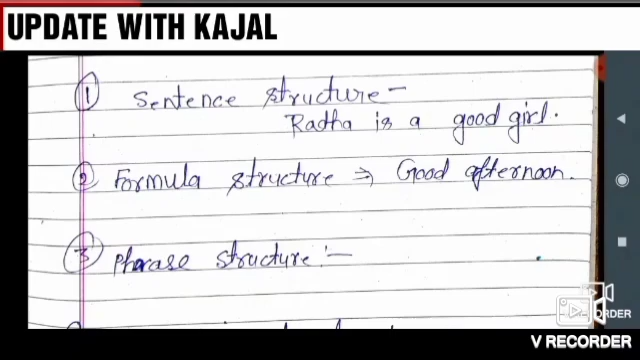 UPDATE WITH KAJAL
① Sentence structure -
Radha is a good girl.
② Formula structure ⇒ Good afternoon.
③ Phrase structure :-
V RECORDER
V RECORDER